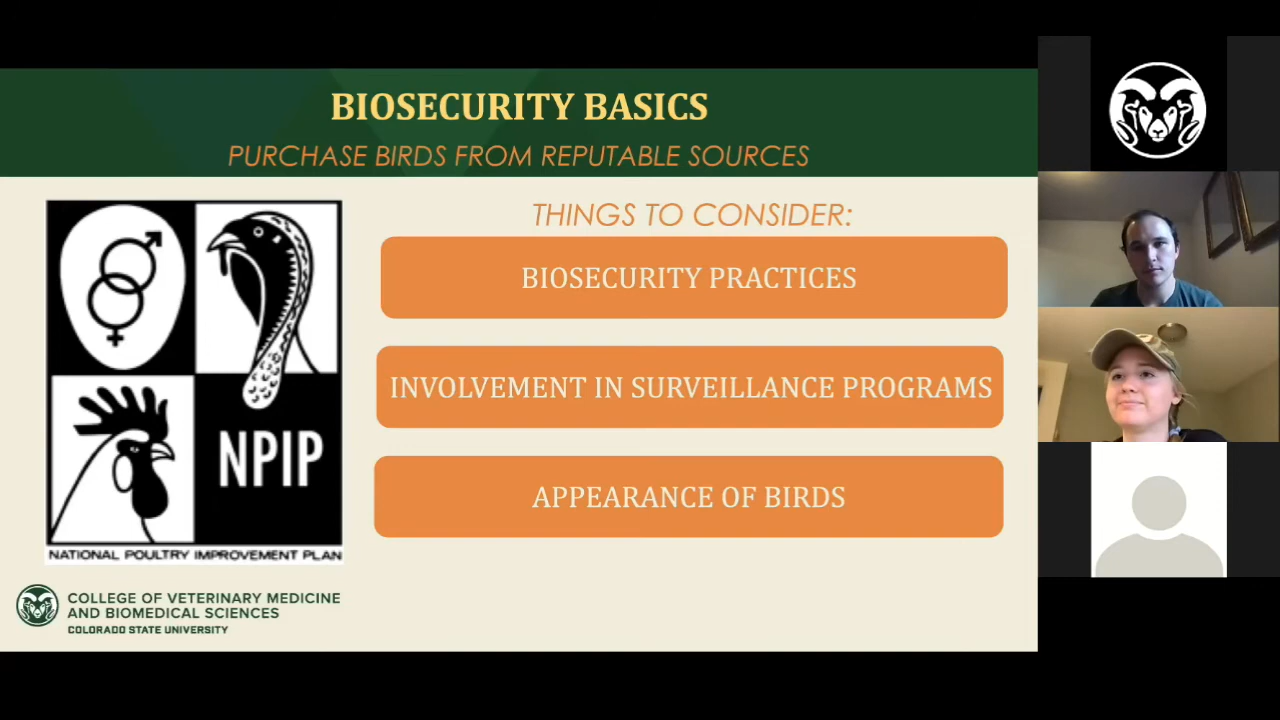 BIOSECURITY BASICS
PURCHASE BIRDS FROM REPUTABLE SOURCES
THINGS TO CONSIDER:
BIOSECURITY PRACTICES
INVOLVEMENT IN SURVEILLANCE PROGRAMS
APPEARANCE OF BIRDS
NPIP
NATIONAL POULTRY IMPROVEMENT PLAN
COLLEGE OF VETERINARY MEDICINE
AND BIOMEDICAL SCIENCES
COLORADO STATE UNIVERSITY